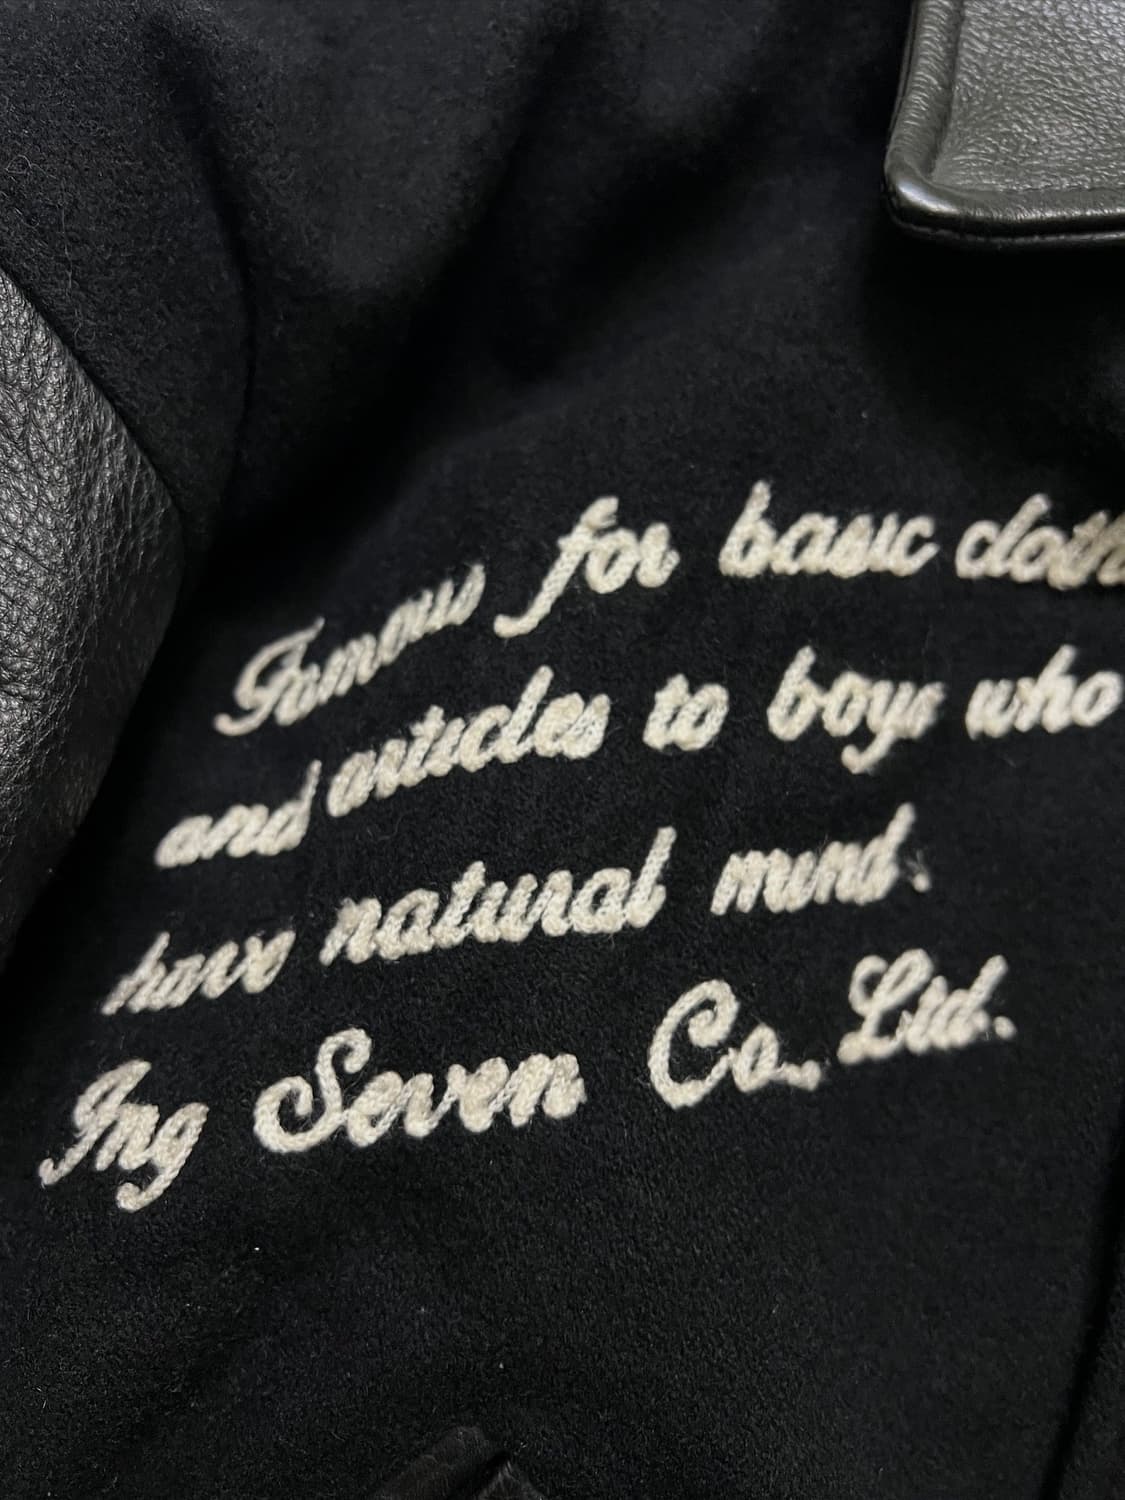 Famous for basic cloth
and articles to boys who
have natural mind.
Ing Seven Co., Ltd.